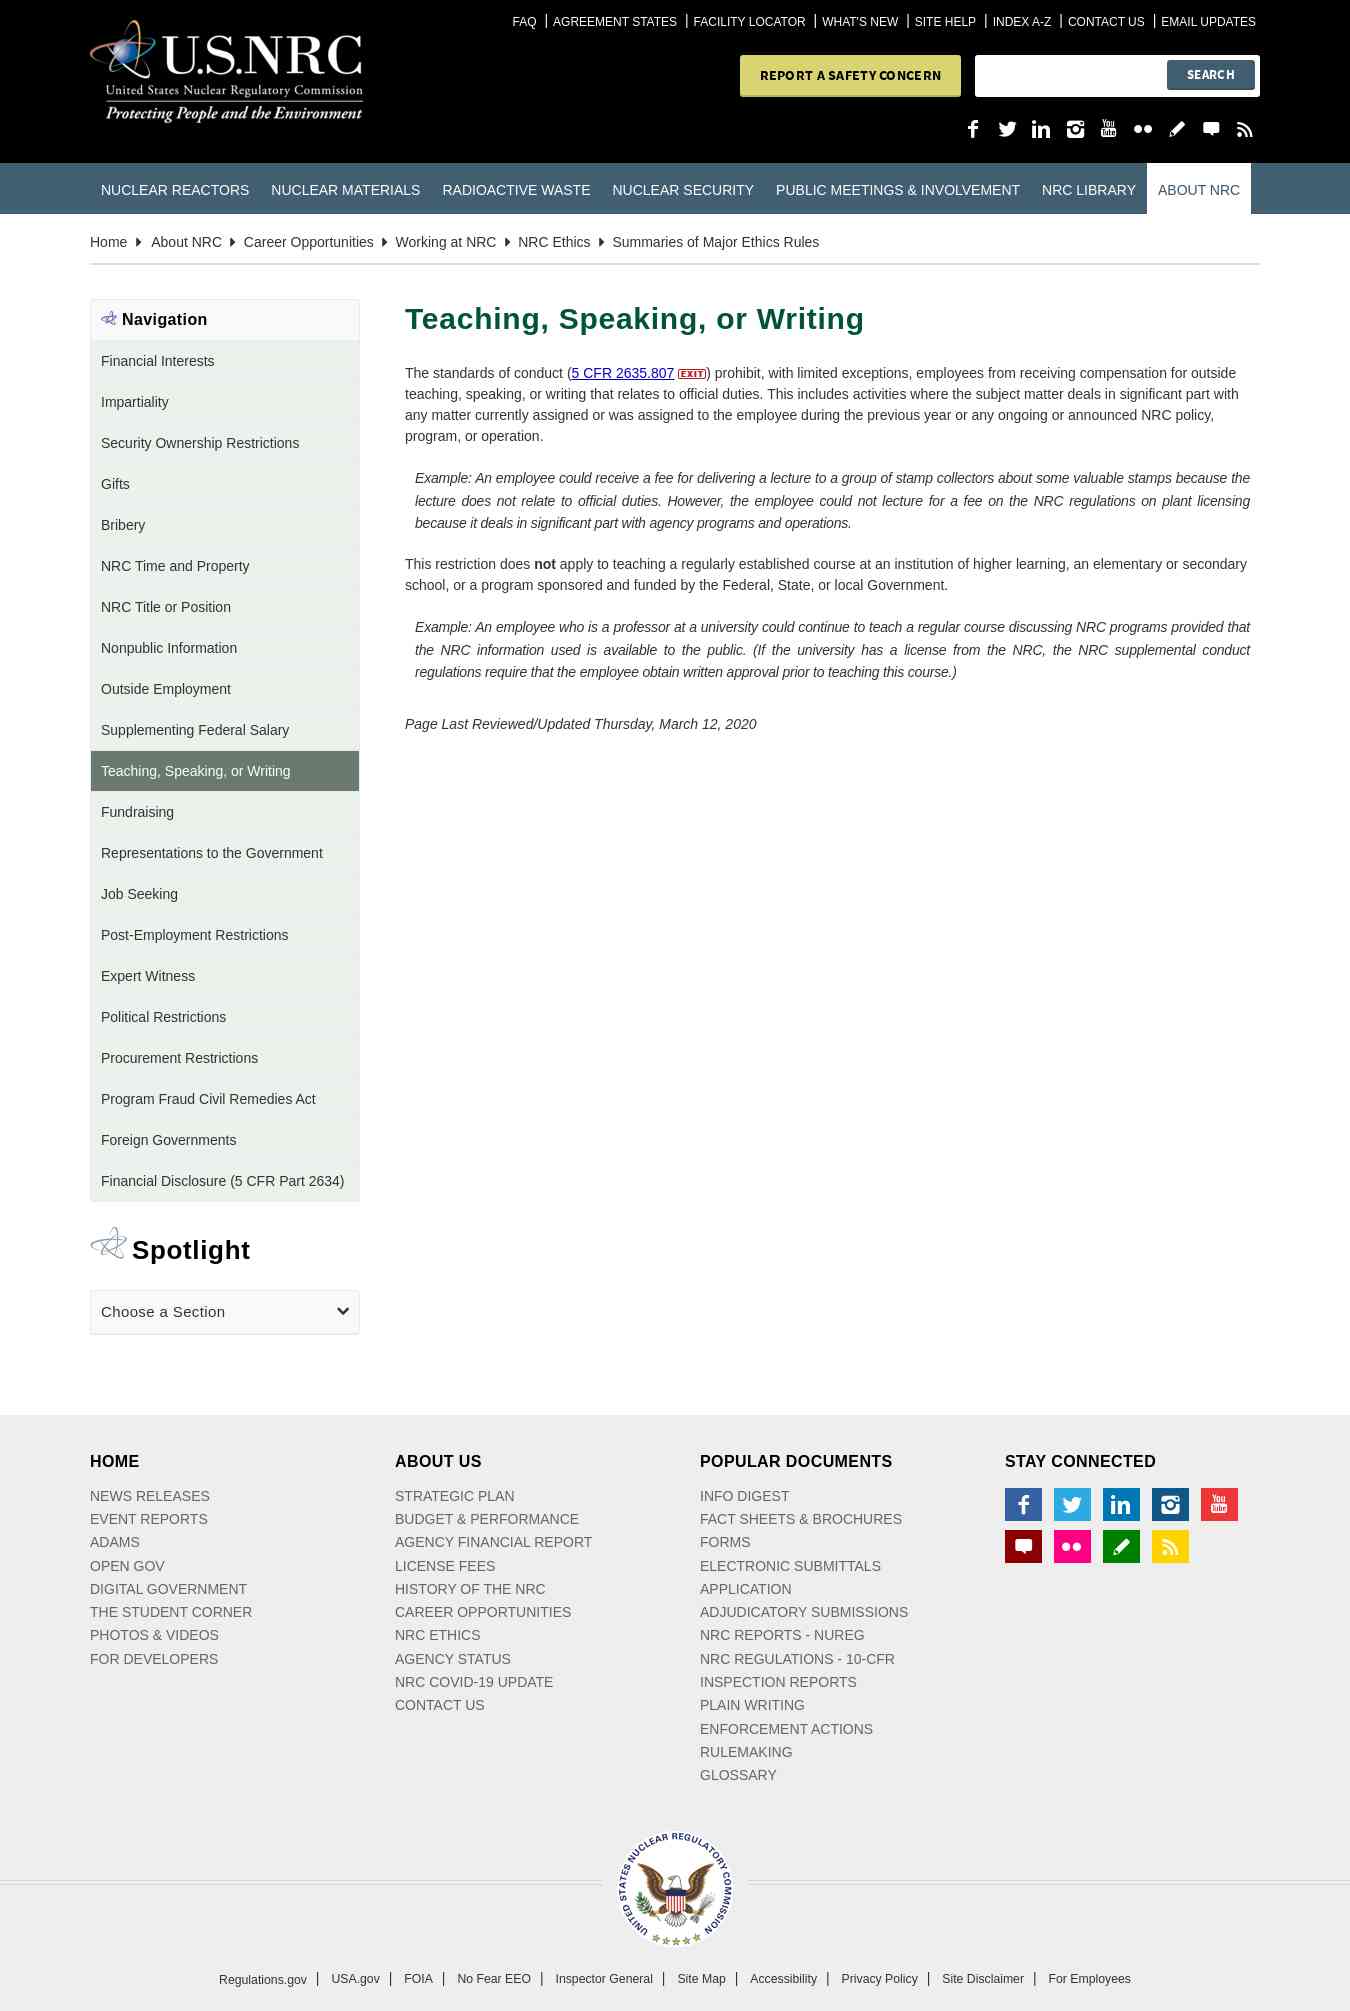 FAQ | AGREEMENT STATES | FACILITY LOCATOR | WHAT'S NEW | SITE HELP | INDEX A-Z | CONTACT US | EMAIL UPDATES
U.S.NRC
United States Nuclear Regulatory Commission
Protecting People and the Environment
REPORT A SAFETY CONCERN
SEARCH
You Tube
NUCLEAR REACTORS NUCLEAR MATERIALS RADIOACTIVE WASTE NUCLEAR SECURITY PUBLIC MEETINGS & INVOLVEMENT NRC LIBRARY ABOUT NRC
Home About NRC Career Opportunities Working at NRC NRC Ethics Summaries of Major Ethics Rules
Navigation
Financial Interests
Impartiality
Security Ownership Restrictions
Gifts
Bribery
NRC Time and Property
NRC Title or Position
Nonpublic Information
Outside Employment
Supplementing Federal Salary
Teaching, Speaking, or Writing
Fundraising
Representations to the Government
Job Seeking
Post-Employment Restrictions
Expert Witness
Political Restrictions
Procurement Restrictions
Program Fraud Civil Remedies Act
Foreign Governments
Financial Disclosure (5 CFR Part 2634)
Spotlight
Choose a Section
Teaching, Speaking, or Writing
The standards of conduct (5 CFR 2635.807 EXIT) prohibit, with limited exceptions, employees from receiving compensation for outside
teaching, speaking, or writing that relates to official duties. This includes activities where the subject matter deals in significant part with
any matter currently assigned or was assigned to the employee during the previous year or any ongoing or announced NRC policy,
program, or operation.
Example: An employee could receive a fee for delivering a lecture to a group of stamp collectors about some valuable stamps because the
lecture does not relate to official duties. However, the employee could not lecture for a fee on the NRC regulations on plant licensing
because it deals in significant part with agency programs and operations.
This restriction does not apply to teaching a regularly established course at an institution of higher learning, an elementary or secondary
school, or a program sponsored and funded by the Federal, State, or local Government.
Example: An employee who is a professor at a university could continue to teach a regular course discussing NRC programs provided that
the NRC information used is available to the public. (If the university has a license from the NRC, the NRC supplemental conduct
regulations require that the employee obtain written approval prior to teaching this course.)
Page Last Reviewed/Updated Thursday, March 12, 2020
HOME
NEWS RELEASES
EVENT REPORTS
ADAMS
OPEN GOV
DIGITAL GOVERNMENT
THE STUDENT CORNER
PHOTOS & VIDEOS
FOR DEVELOPERS
ABOUT US
STRATEGIC PLAN
BUDGET & PERFORMANCE
AGENCY FINANCIAL REPORT
LICENSE FEES
HISTORY OF THE NRC
CAREER OPPORTUNITIES
NRC ETHICS
AGENCY STATUS
NRC COVID-19 UPDATE
CONTACT US
POPULAR DOCUMENTS
INFO DIGEST
FACT SHEETS & BROCHURES
FORMS
ELECTRONIC SUBMITTALS
APPLICATION
ADJUDICATORY SUBMISSIONS
NRC REPORTS - NUREG
NRC REGULATIONS - 10-CFR
INSPECTION REPORTS
PLAIN WRITING
ENFORCEMENT ACTIONS
RULEMAKING
GLOSSARY
STAY CONNECTED
You Tube
UNITED STATES NUCLEAR REGULATORY COMMISSION
Regulations.gov | USA.gov | FOIA | No Fear EEO | Inspector General | Site Map | Accessibility | Privacy Policy | Site Disclaimer | For Employees